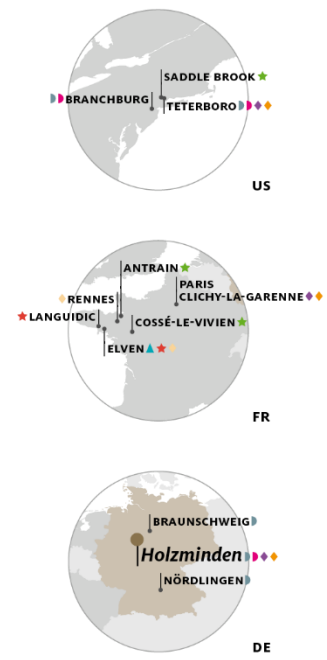 SADDLE BROOK
BRANCHBURG
TETERBORO
US
ANTRAIN
PARIS
CLICHY-LA-GARENNE
RENNES
LANGUIDIC
COSSÉ-LE-VIVIEN
ELVEN
FR
BRAUNSCHWEIG
Holzminden
NÖRDLINGEN
DE